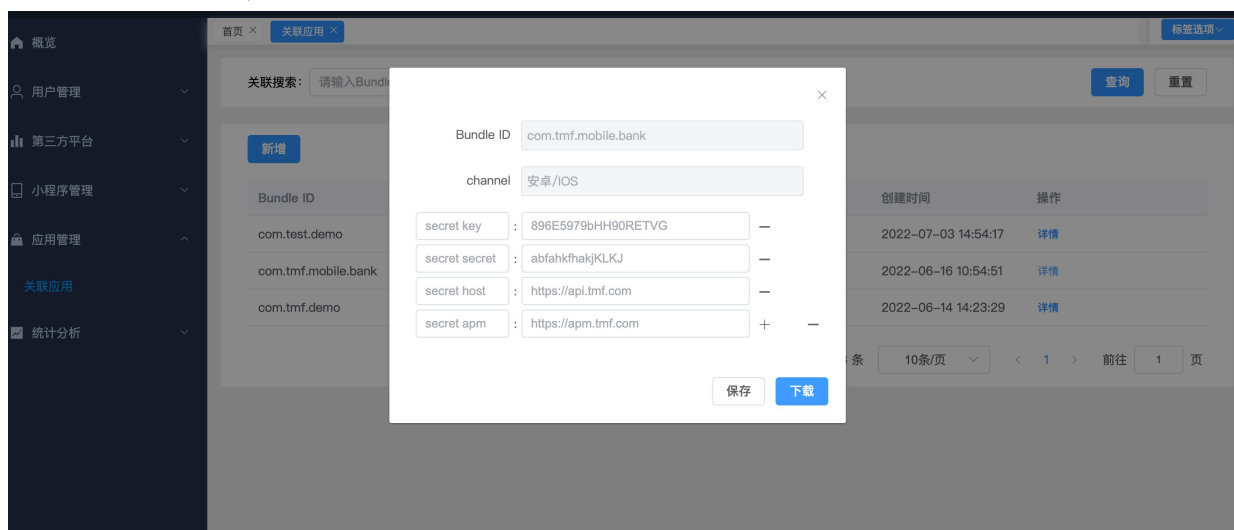 首页 × 关联应用 × 标签选项
概览
用户管理
第三方平台
小程序管理
应用管理
关联应用
统计分析
关联搜索: 请输入Bundle 查询 重置
新增
Bundle ID 创建时间 操作
com.test.demo 2022-07-03 14:54:17 详情
com.tmf.mobile.bank 2022-06-16 10:54:51 详情
com.tmf.demo 2022-06-14 14:23:29 详情
条 10条/页 < 1 > 前往 1 页
×
Bundle ID com.tmf.mobile.bank
channel 安卓/IOS
secret key : 896E5979bHH90RETVG −
secret secret : abfahkfhakjKLKJ −
secret host : https://api.tmf.com −
secret apm : https://apm.tmf.com + −
保存 下载